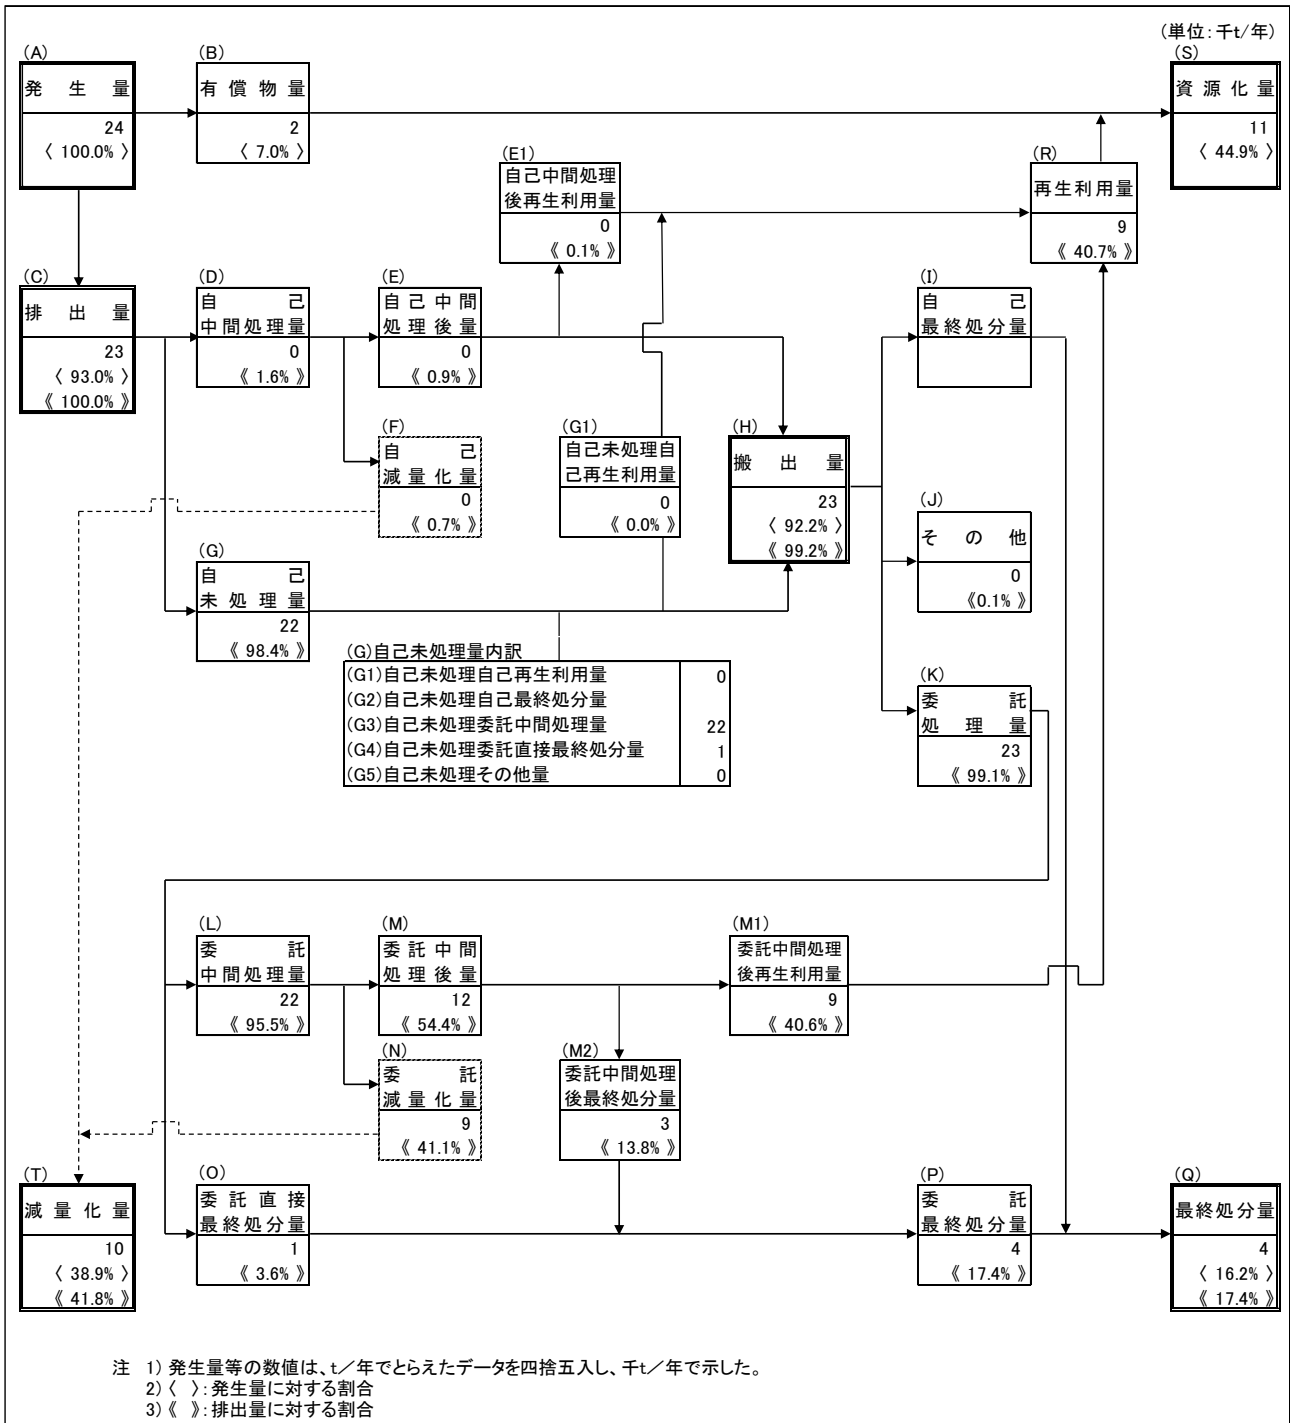 (単位:千t/年)
(A)
発生量
24
〈 100.0% 〉
(B)
有償物量
2
〈 7.0% 〉
(S)
資源化量
11
〈 44.9% 〉
(E1)
自己中間処理
後再生利用量
0
《 0.1% 》
(R)
再生利用量
9
《 40.7% 》
(C)
排出量
23
〈 93.0% 〉
《 100.0% 》
(D)
自己
中間処理量
0
《 1.6% 》
(E)
自己中間
処理後量
0
《 0.9% 》
(I)
自己
最終処分量
(F)
自己
減量化量
0
《 0.7% 》
(G1)
自己未処理自
己再生利用量
0
《 0.0% 》
(H)
搬出量
23
〈 92.2% 〉
《 99.2% 》
(J)
その他
0
《0.1% 》
(G)
自己
未処理量
22
《 98.4% 》
(G)自己未処理量内訳
(G1)自己未処理自己再生利用量 0
(G2)自己未処理自己最終処分量
(G3)自己未処理委託中間処理量 22
(G4)自己未処理委託直接最終処分量 1
(G5)自己未処理その他量 0
(K)
委託
処理量
23
《 99.1% 》
(L)
委託
中間処理量
22
《 95.5% 》
(M)
委託中間
処理後量
12
《 54.4% 》
(M1)
委託中間処理
後再生利用量
9
《 40.6% 》
(N)
委託
減量化量
9
《 41.1% 》
(M2)
委託中間処理
後最終処分量
3
《 13.8% 》
(T)
減量化量
10
〈 38.9% 〉
《 41.8% 》
(O)
委託直接
最終処分量
1
《 3.6% 》
(P)
委託
最終処分量
4
《 17.4% 》
(Q)
最終処分量
4
〈 16.2% 〉
《 17.4% 》
注 1) 発生量等の数値は、t/年でとらえたデータを四捨五入し、千t/年で示した。
2) 〈 〉:発生量に対する割合
3) 《 》:排出量に対する割合